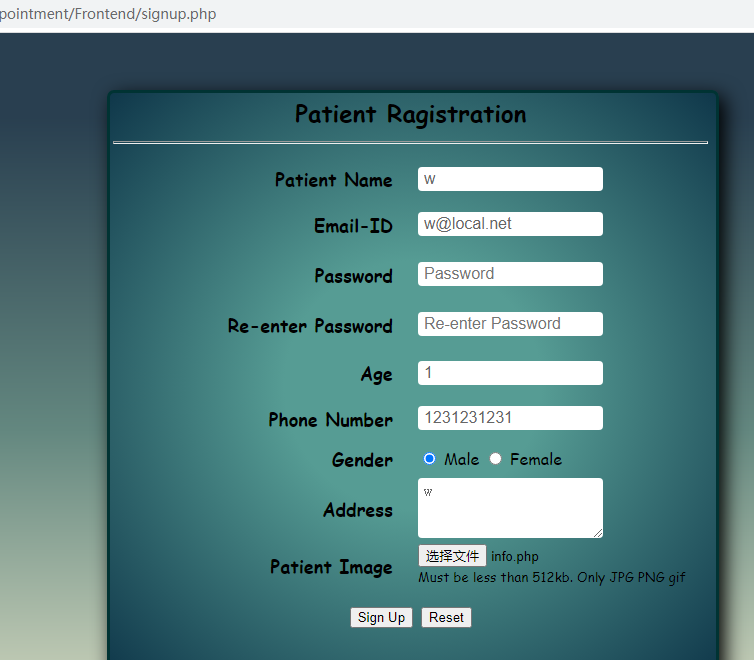 pointment/Frontend/signup.php
Patient Ragistration
Patient Name w
Email-ID w@local.net
Password Password
Re-enter Password Re-enter Password
Age 1
Phone Number 1231231231
Gender Male Female
Address w
Patient Image 选择文件 info.php
Must be less than 512kb. Only JPG PNG gif
Sign Up Reset